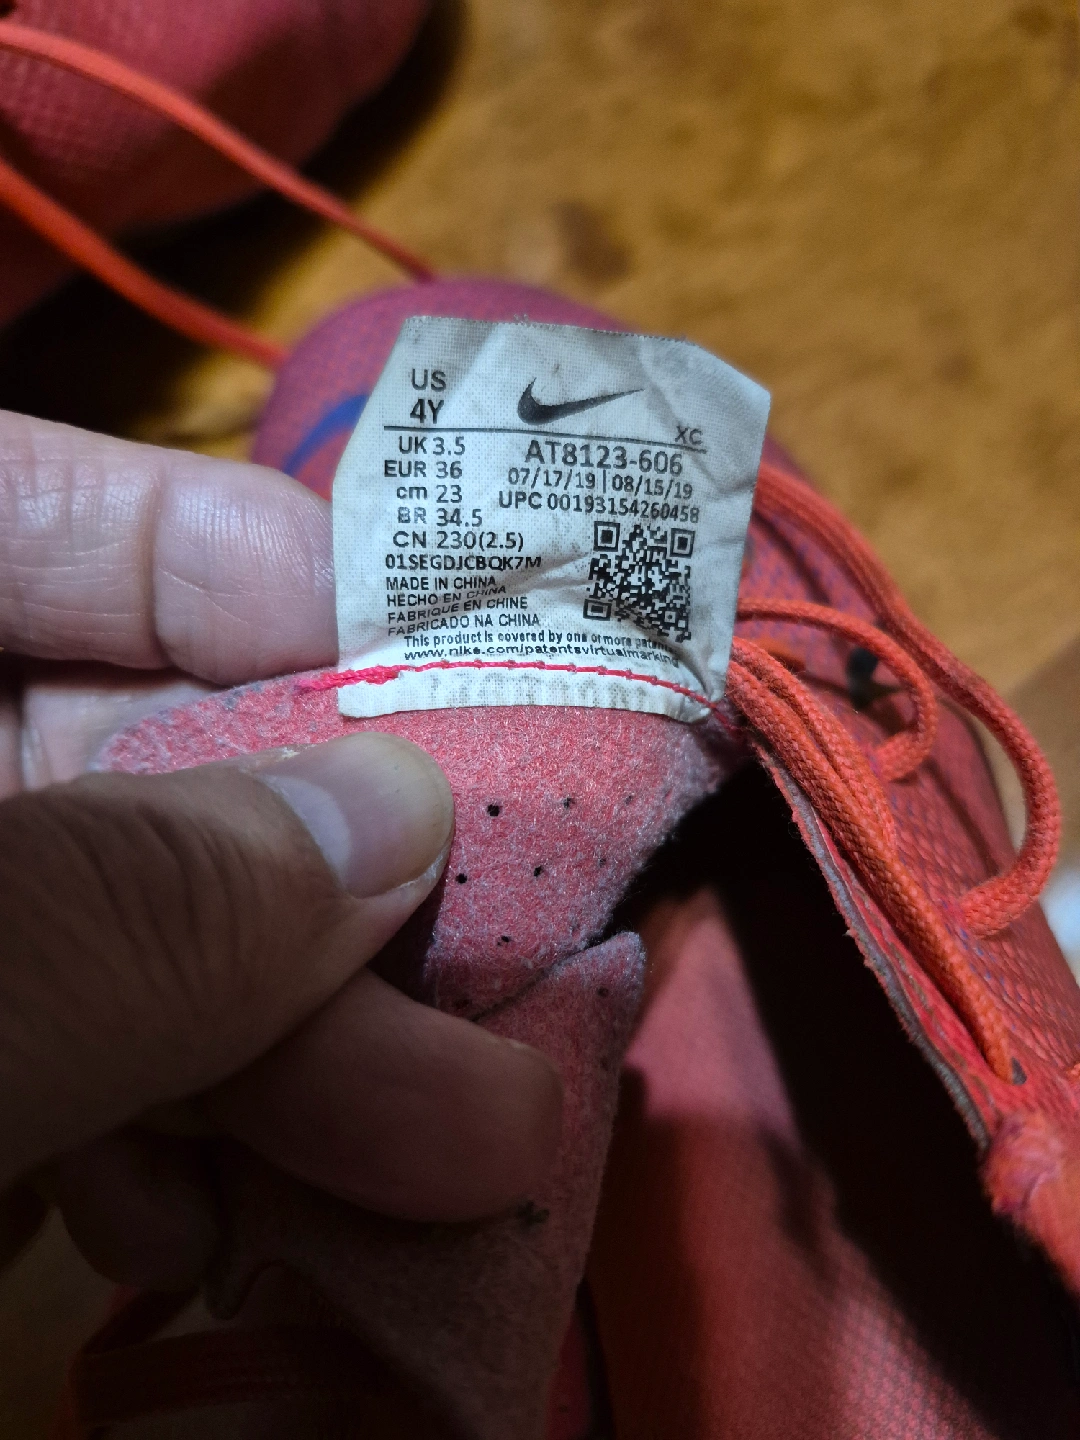 US
4Y
XC
UK 3.5
EUR 36
cm 23
BR 34.5
CN 230(2.5)
AT8123-606
07/17/19 | 08/15/19
UPC 00193154260458
01SEGDJCBQK7M
MADE IN CHINA
HECHO EN CHINA
FABRIQUE EN CHINE
FABRICADO NA CHINA
This product is covered by one or more
www.nike.com/patentsvirtualmarking